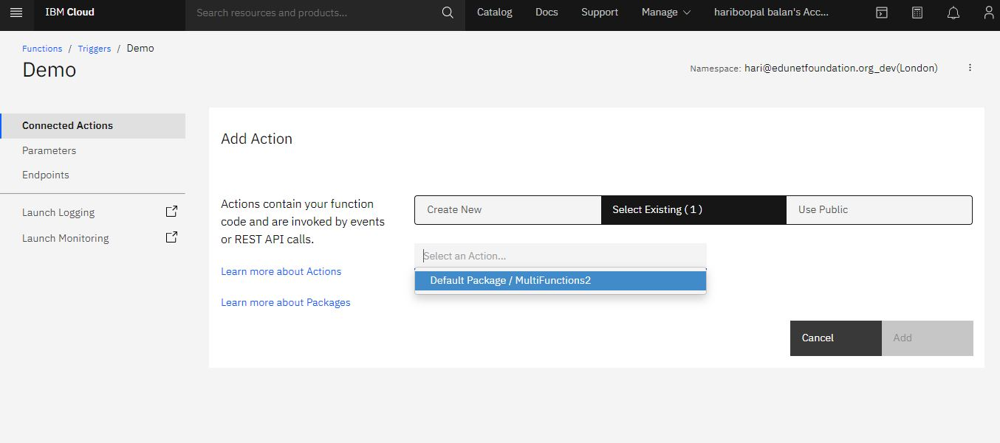 IBM Cloud
Search resources and products...
Catalog
Docs
Support
Manage
hariboopal balan's Acc...
Functions / Triggers / Demo
Demo
Namespace: hari@edunetfoundation.org_dev(London)
Connected Actions
Parameters
Endpoints
Launch Logging
Launch Monitoring
Add Action
Actions contain your function
code and are invoked by events
or REST API calls.
Learn more about Actions
Learn more about Packages
Create New
Select Existing ( 1 )
Use Public
Select an Action...
Default Package / MultiFunctions2
Cancel
Add